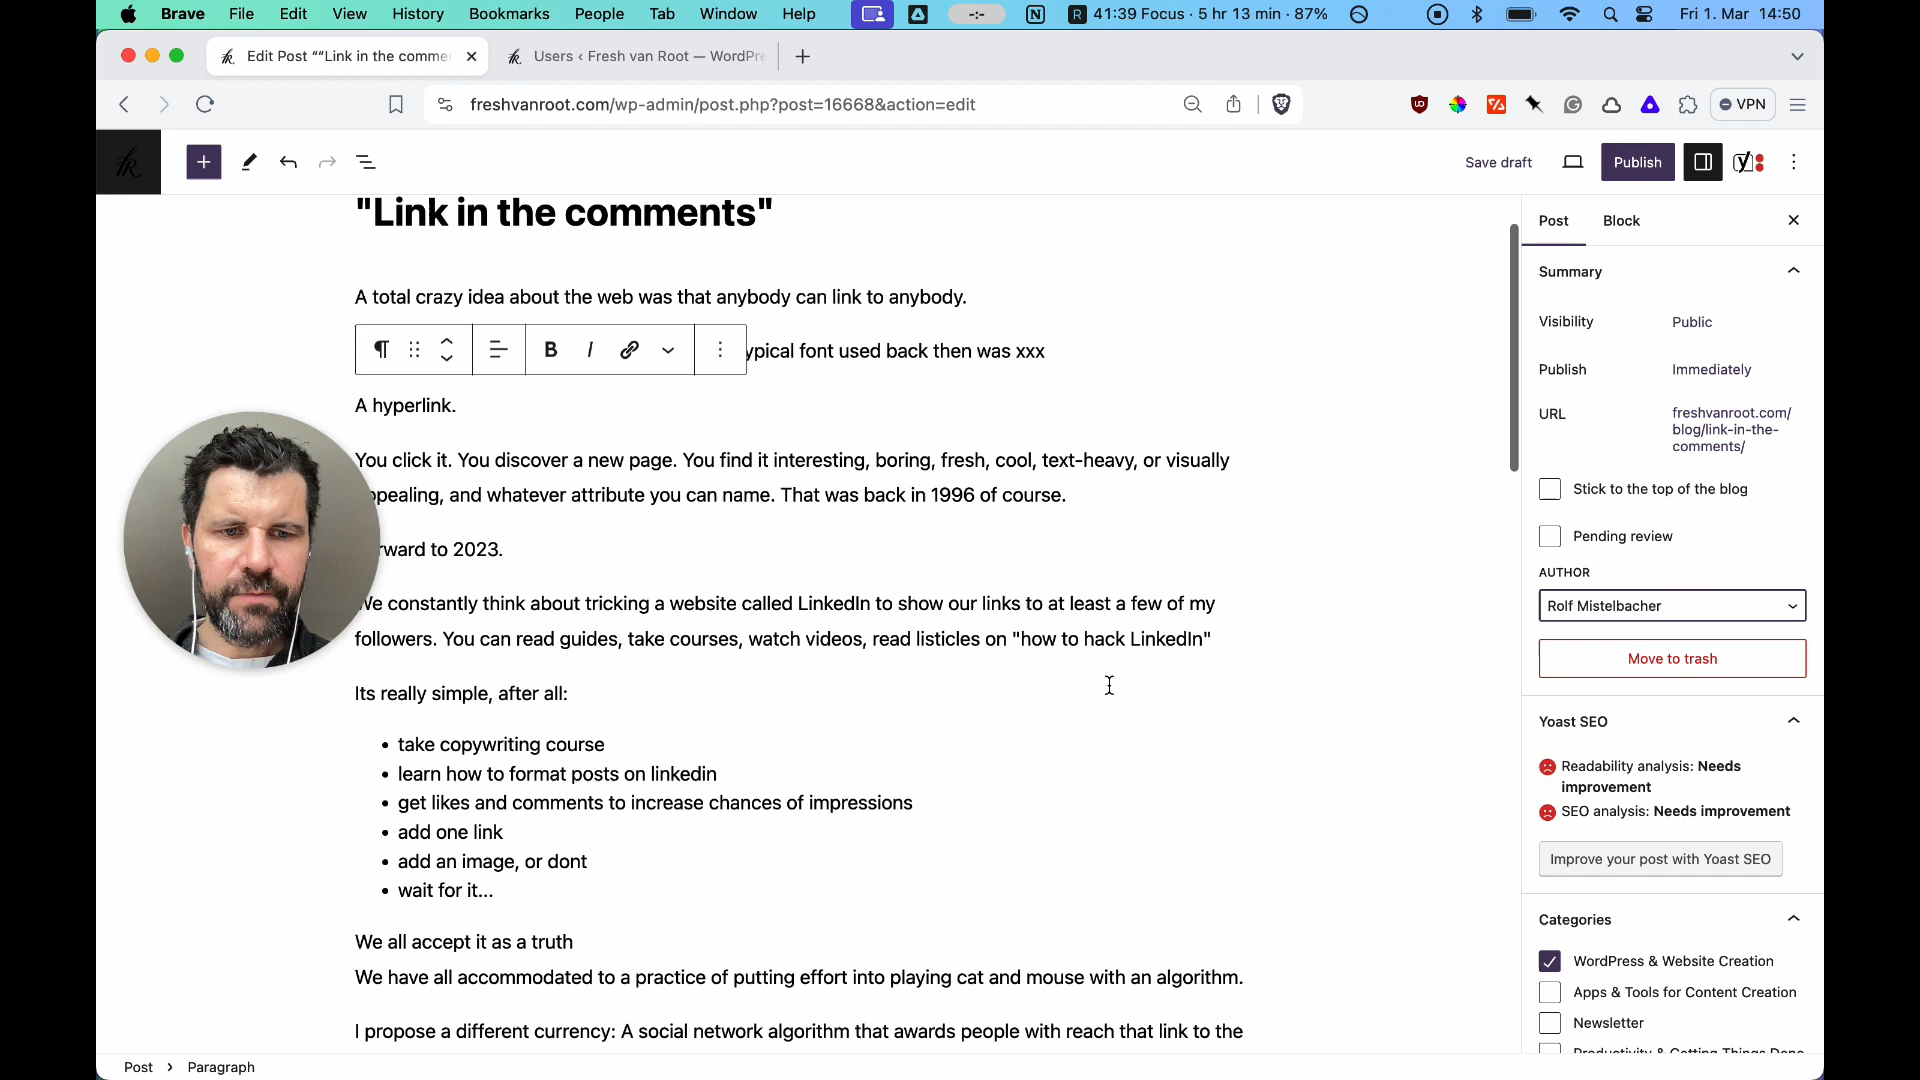 Brave File Edit View History Bookmarks People Tab Window Help 41:39 Focus · 5 hr 13 min · 87% Fri 1. Mar 14:50
Edit Post ““Link in the comme Users ‹ Fresh van Root — WordPre
freshvanroot.com/wp-admin/post.php?post=16668&action=edit VPN
Save draft Publish
"Link in the comments"
A total crazy idea about the web was that anybody can link to anybody.
ypical font used back then was xxx
A hyperlink.
You click it. You discover a new page. You find it interesting, boring, fresh, cool, text-heavy, or visually
ppealing, and whatever attribute you can name. That was back in 1996 of course.
rward to 2023.
We constantly think about tricking a website called LinkedIn to show our links to at least a few of my
followers. You can read guides, take courses, watch videos, read listicles on "how to hack LinkedIn"
Its really simple, after all:
• take copywriting course
• learn how to format posts on linkedin
• get likes and comments to increase chances of impressions
• add one link
• add an image, or dont
• wait for it...
We all accept it as a truth
We have all accommodated to a practice of putting effort into playing cat and mouse with an algorithm.
I propose a different currency: A social network algorithm that awards people with reach that link to the
Post › Paragraph
Post Block
Summary
Visibility Public
Publish Immediately
URL freshvanroot.com/
blog/link-in-the-
comments/
Stick to the top of the blog
Pending review
AUTHOR
Rolf Mistelbacher
Move to trash
Yoast SEO
Readability analysis: Needs
improvement
SEO analysis: Needs improvement
Improve your post with Yoast SEO
Categories
WordPress & Website Creation
Apps & Tools for Content Creation
Newsletter
Productivity & Getting Things Done